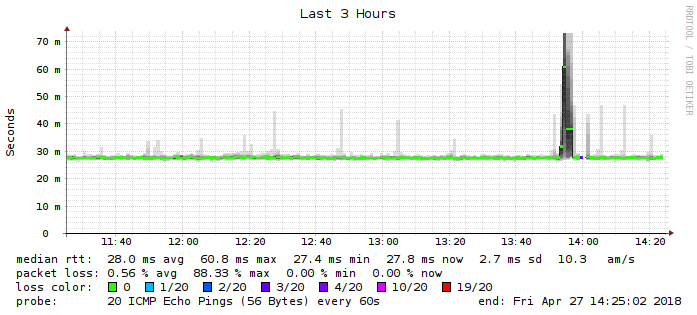 Last 3 Hours
RRDTOOL / TOBI OETIKER
Seconds
70 m
60 m
50 m
40 m
30 m
20 m
10 m
0
11:40 12:00 12:20 12:40 13:00 13:20 13:40 14:00 14:20
median rtt: 28.0 ms avg 60.8 ms max 27.4 ms min 27.8 ms now 2.7 ms sd 10.3 am/s
packet loss: 0.56 % avg 88.33 % max 0.00 % min 0.00 % now
loss color: 0 1/20 2/20 3/20 4/20 10/20 19/20
probe: 20 ICMP Echo Pings (56 Bytes) every 60s end: Fri Apr 27 14:25:02 2018